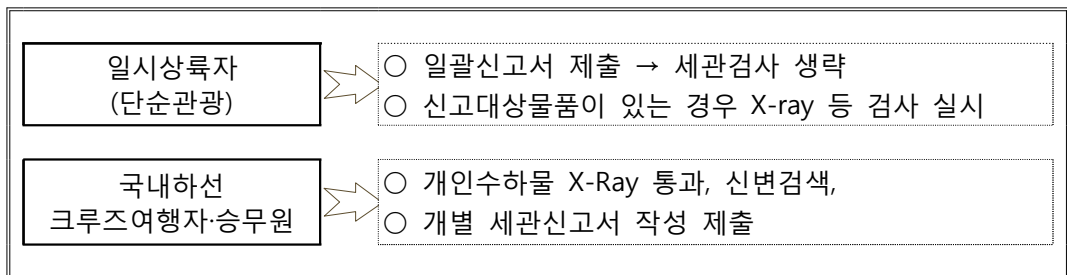 일시상륙자
(단순관광)
○ 일괄신고서 제출 → 세관검사 생략
○ 신고대상물품이 있는 경우 X-ray 등 검사 실시
국내하선
크루즈여행자·승무원
○ 개인수하물 X-Ray 통과, 신변검색,
○ 개별 세관신고서 작성 제출